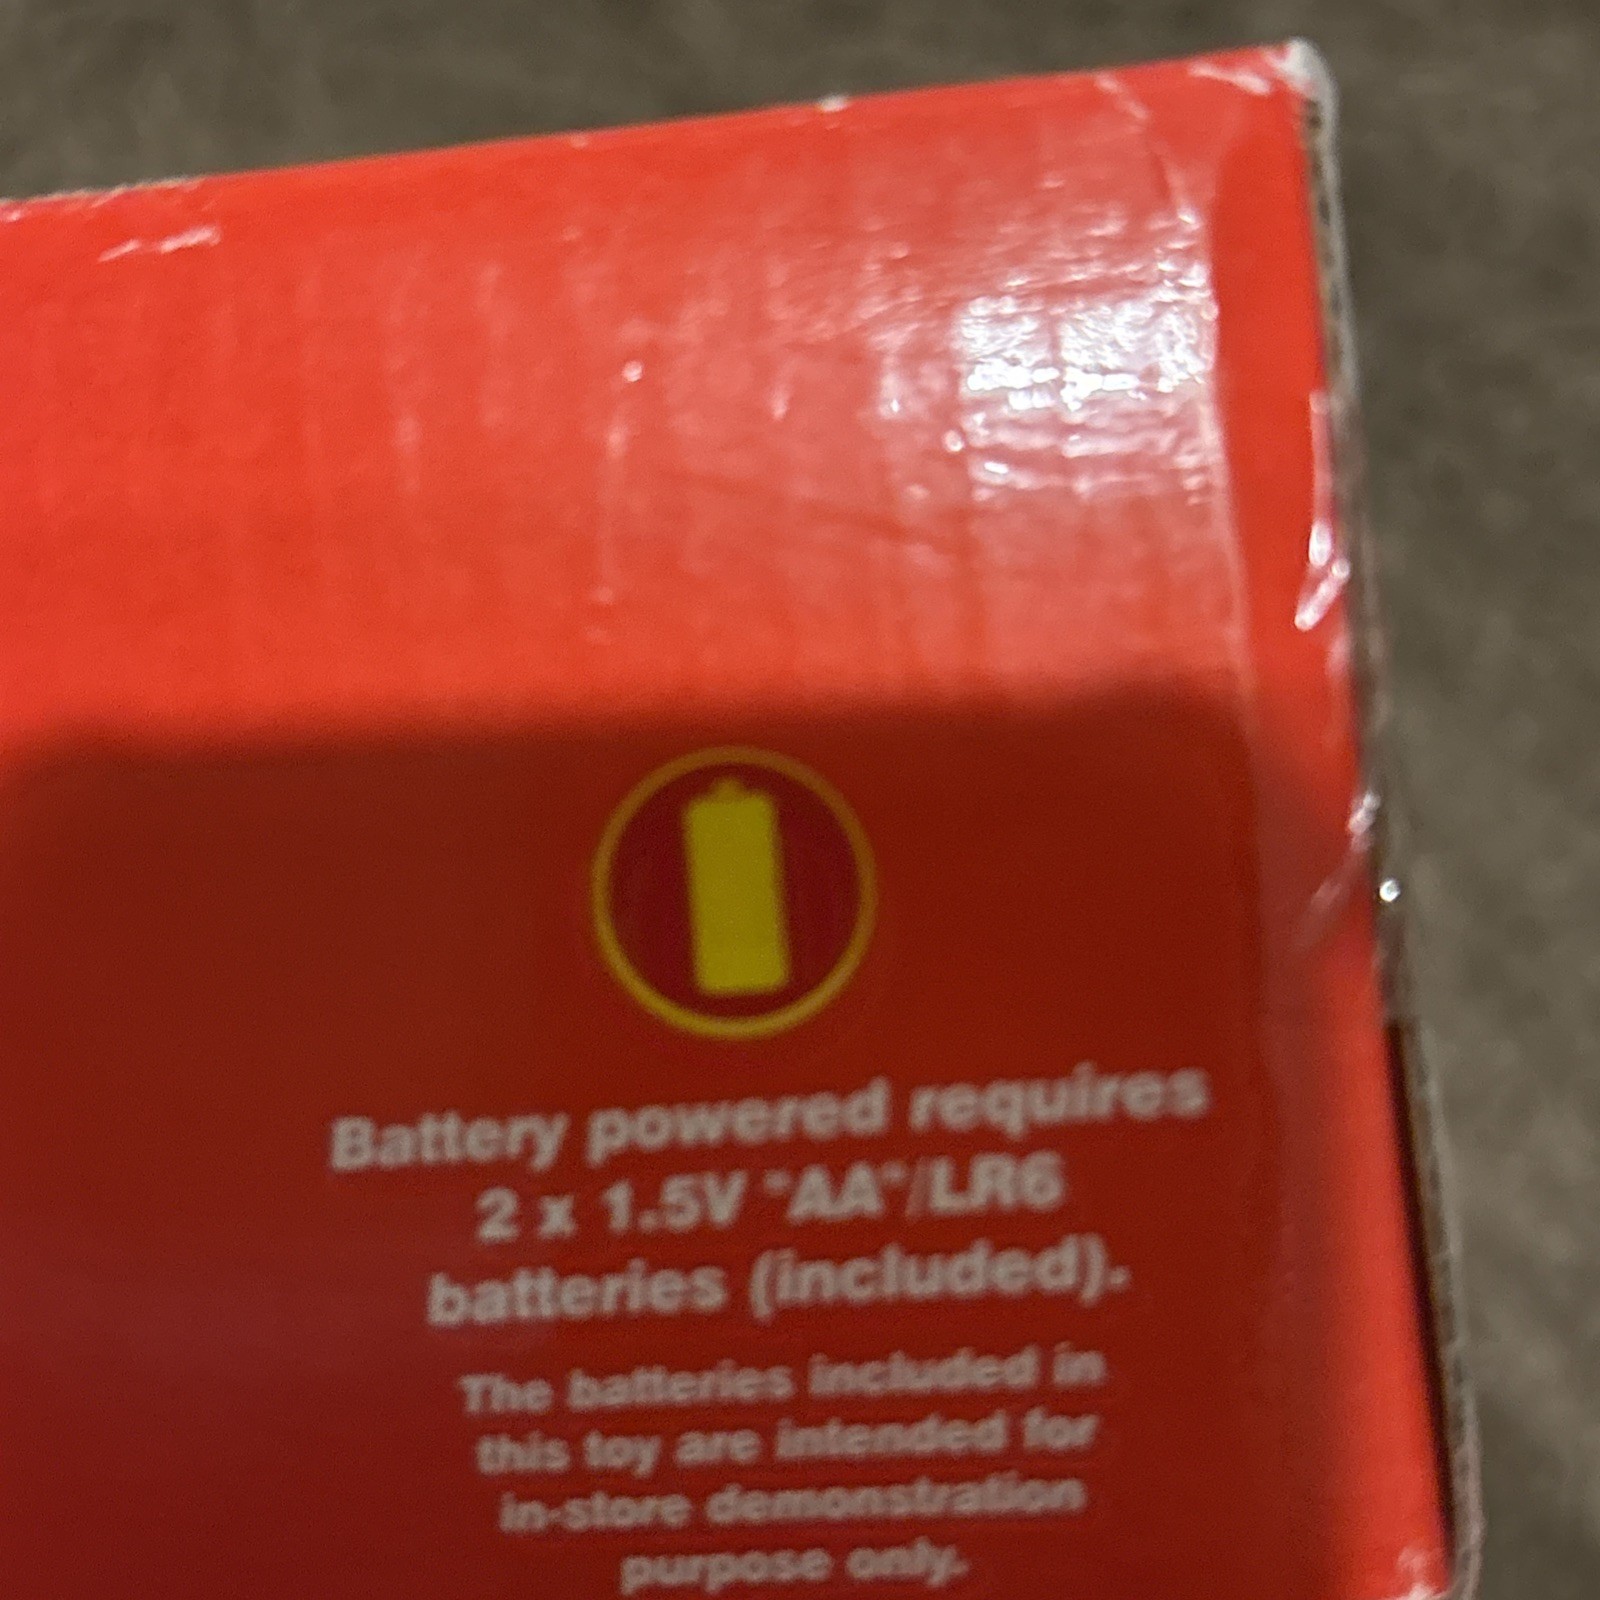 Battery powered requires
2 x 1.5V "AA"/LR6
batteries (included).
The batteries included in
this toy are intended for
in-store demonstration
purpose only.